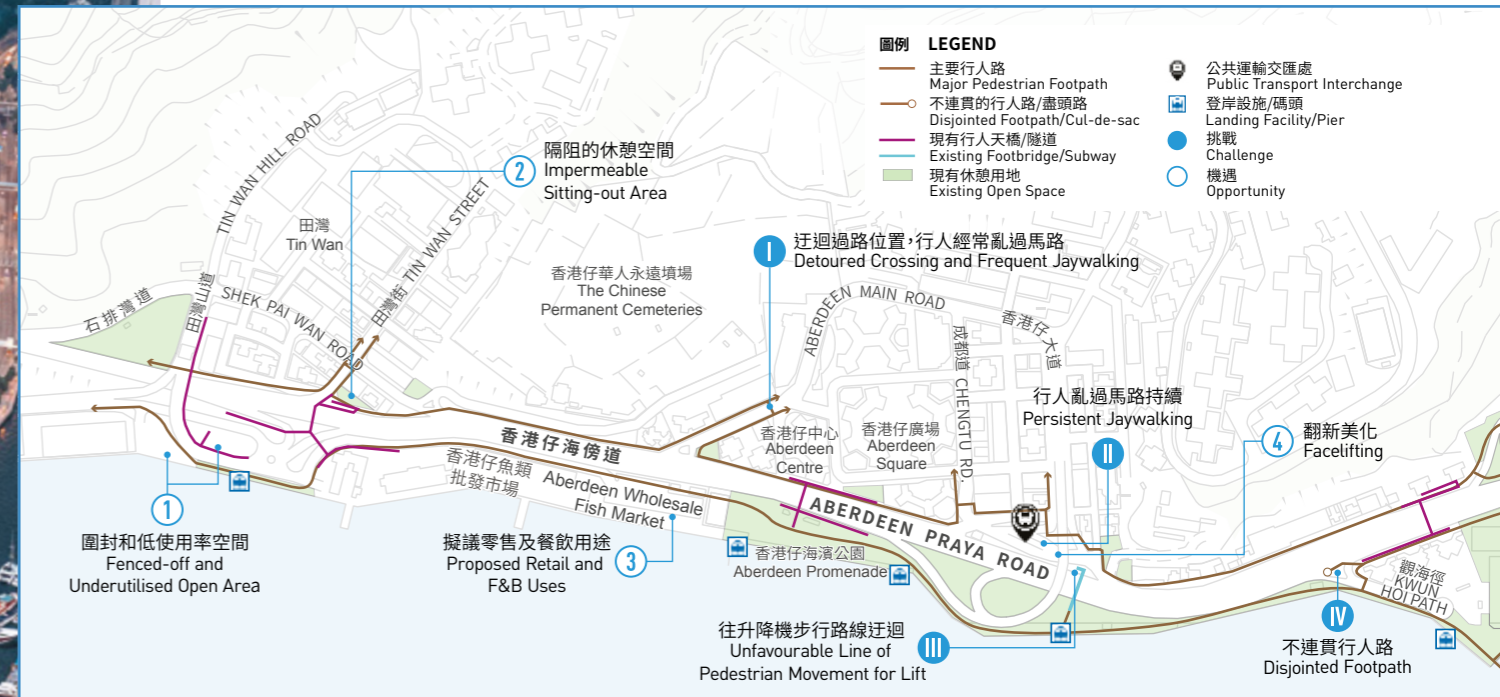 圖例 LEGEND
主要行人路
Major Pedestrian Footpath
不連貫的行人路/盡頭路
Disjointed Footpath/Cul-de-sac
現有行人天橋/隧道
Existing Footbridge/Subway
現有休憩用地
Existing Open Space
公共運輸交匯處
Public Transport Interchange
登岸設施/碼頭
Landing Facility/Pier
挑戰
Challenge
機遇
Opportunity
TIN WAN HILL ROAD
田灣山道
2
隔阻的休憩空間
Impermeable
Sitting-out Area
田灣
Tin Wan
田灣街 TIN WAN STREET
石排灣道
SHEK PAI WAN ROAD
香港仔華人永遠墳場
The Chinese
Permanent Cemeteries
I
迂迴過路位置，行人經常亂過馬路
Detoured Crossing and Frequent Jaywalking
ABERDEEN MAIN ROAD
香港仔大道
成都道 CHENGTU RD.
行人亂過馬路持續
Persistent Jaywalking
II
4
翻新美化
Facelifting
香港仔中心
Aberdeen
Centre
香港仔廣場
Aberdeen
Square
香港仔海傍道
ABERDEEN PRAYA ROAD
香港仔魚類
批發市場
Aberdeen Wholesale
Fish Market
1
圍封和低使用率空間
Fenced-off and
Underutilised Open Area
擬議零售及餐飲用途
Proposed Retail and
F&B Uses
3
香港仔海濱公園
Aberdeen Promenade
往升降機步行路線迂迴
Unfavourable Line of
Pedestrian Movement for Lift
III
觀海徑
KWUN
HOI PATH
IV
不連貫行人路
Disjointed Footpath